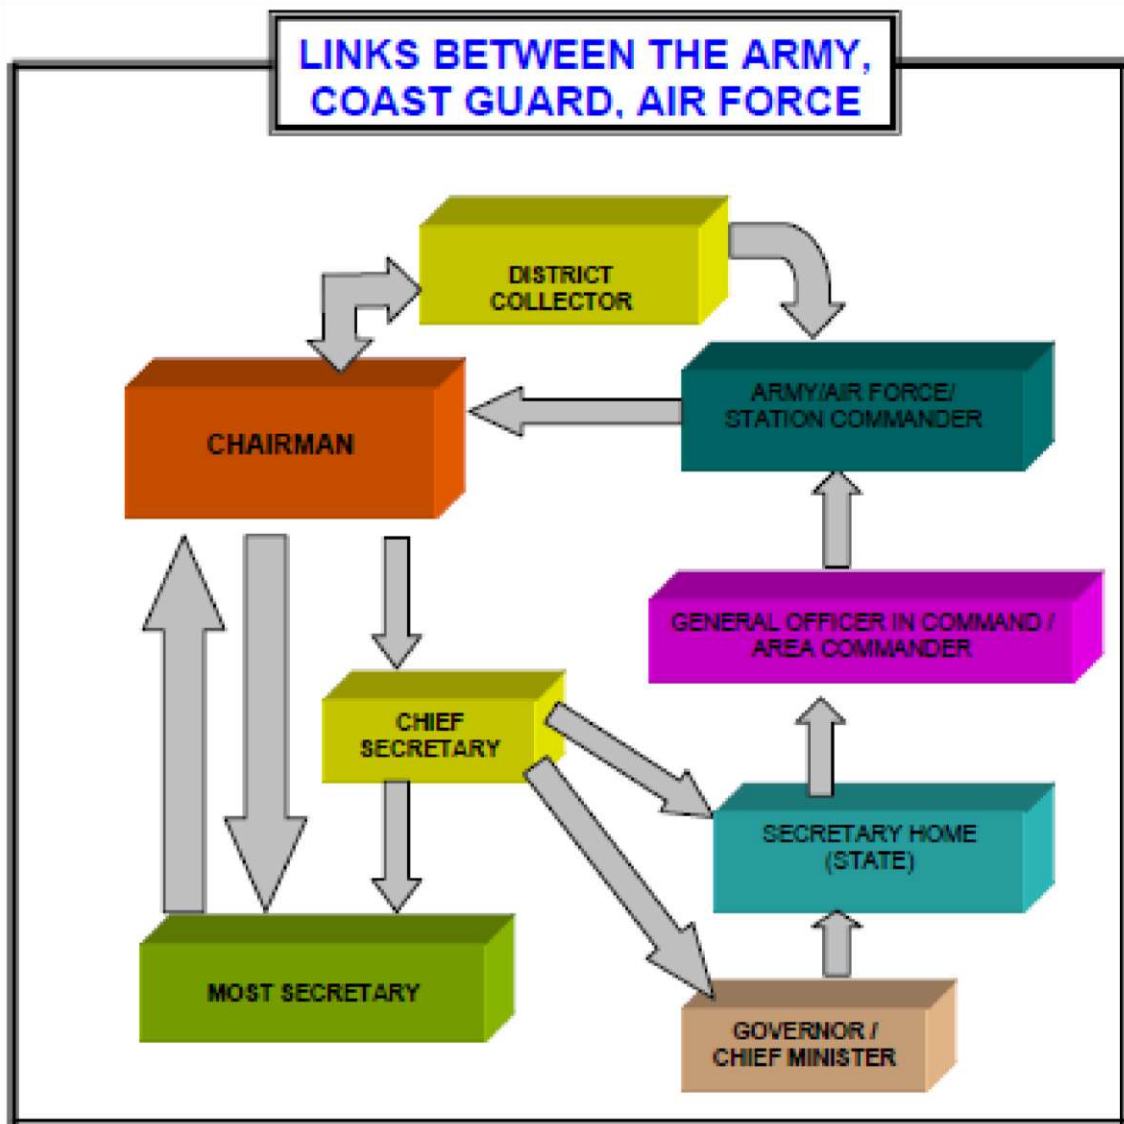 LINKS BETWEEN THE ARMY,
COAST GUARD, AIR FORCE
DISTRICT
COLLECTOR
ARMY/AIR FORCE/
STATION COMMANDER
CHAIRMAN
GENERAL OFFICER IN COMMAND /
AREA COMMANDER
CHIEF
SECRETARY
SECRETARY HOME
(STATE)
MOST SECRETARY
GOVERNOR /
CHIEF MINISTER